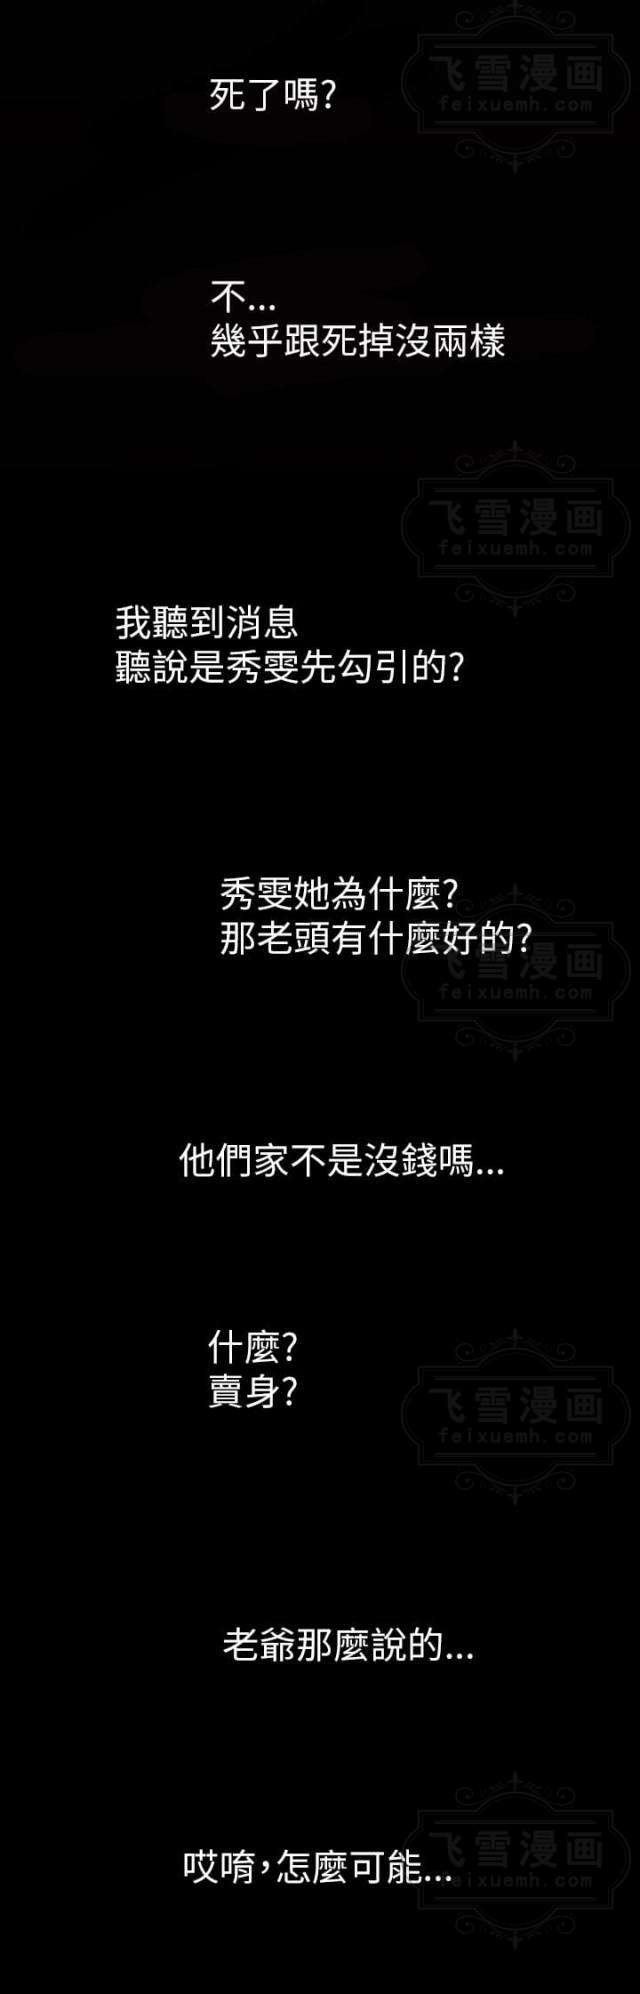 飞雪漫画
feixuemh.com
死了嗎?
不...
幾乎跟死掉沒兩樣
飞雪漫画
feixuemh.com
我聽到消息
聽說是秀雯先勾引的?
秀雯她為什麼?
那老頭有什麼好的?
飞雪漫画
feixuemh.com
他們家不是沒錢嗎...
什麼?
賣身?
飞雪漫画
feixuemh.com
老爺那麼說的...
飞雪漫画
feixuemh.com
哎唷,怎麼可能...